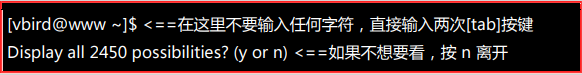 [vbird@www ~]$ <==在这里不要输入任何字符，直接输入两次[tab]按键
Display all 2450 possibilities? (y or n) <==如果不想要看，按 n 离开